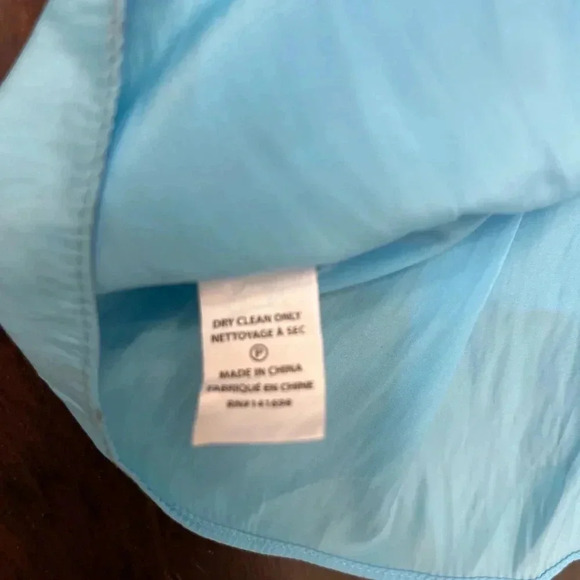 DRY CLEAN ONLY
NETTOYAGE À SEC
P
MADE IN CHINA
FABRIQUÉ EN CHINE